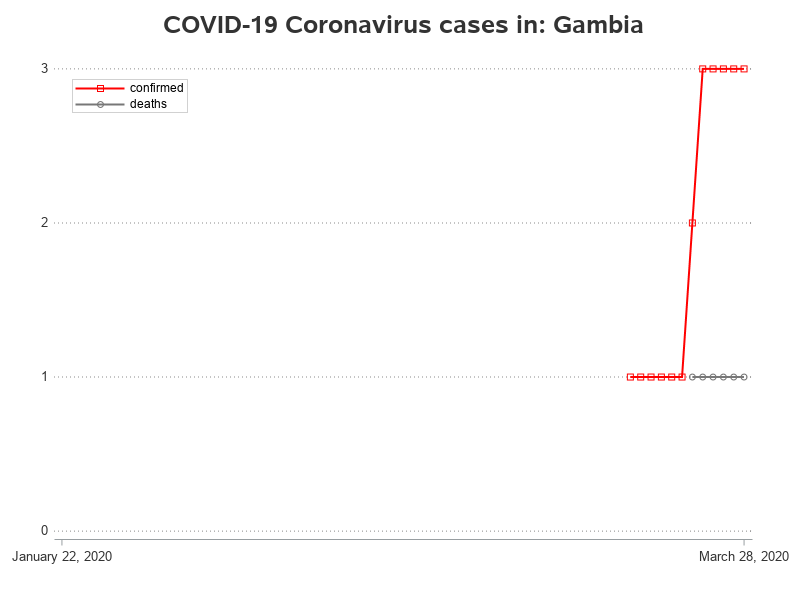 COVID-19 Coronavirus cases in: Gambia
3
confirmed
deaths
2
1
0
January 22, 2020
March 28, 2020